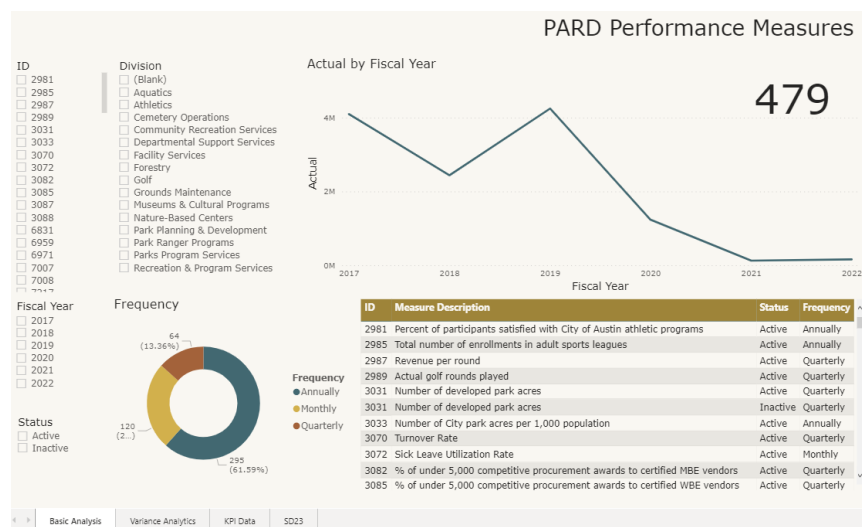 PARD Performance Measures
ID
2981
2985
2987
2989
3031
3033
3070
3072
3082
3085
3087
3088
6831
6959
6971
7007
7008
Division
(Blank)
Aquatics
Athletics
Cemetery Operations
Community Recreation Services
Departmental Support Services
Facility Services
Forestry
Golf
Grounds Maintenance
Museums & Cultural Programs
Nature-Based Centers
Park Planning & Development
Park Ranger Programs
Parks Program Services
Recreation & Program Services
Actual by Fiscal Year
479
4M
2M
0M
Actual
2017 2018 2019 2020 2021 2022
Fiscal Year
Fiscal Year
2017
2018
2019
2020
2021
2022
Status
Active
Inactive
Frequency
64
(13.36%)
120
(2...)
295
(61.59%)
Frequency
Annually
Monthly
Quarterly
ID Measure Description Status Frequency
2981 Percent of participants satisfied with City of Austin athletic programs Active Annually
2985 Total number of enrollments in adult sports leagues Active Annually
2987 Revenue per round Active Quarterly
2989 Actual golf rounds played Active Quarterly
3031 Number of developed park acres Active Quarterly
3031 Number of developed park acres Inactive Quarterly
3033 Number of City park acres per 1,000 population Active Annually
3070 Turnover Rate Active Quarterly
3072 Sick Leave Utilization Rate Active Monthly
3082 % of under 5,000 competitive procurement awards to certified MBE vendors Active Quarterly
3085 % of under 5,000 competitive procurement awards to certified WBE vendors Active Quarterly
Basic Analysis Variance Analytics KPI Data SD23